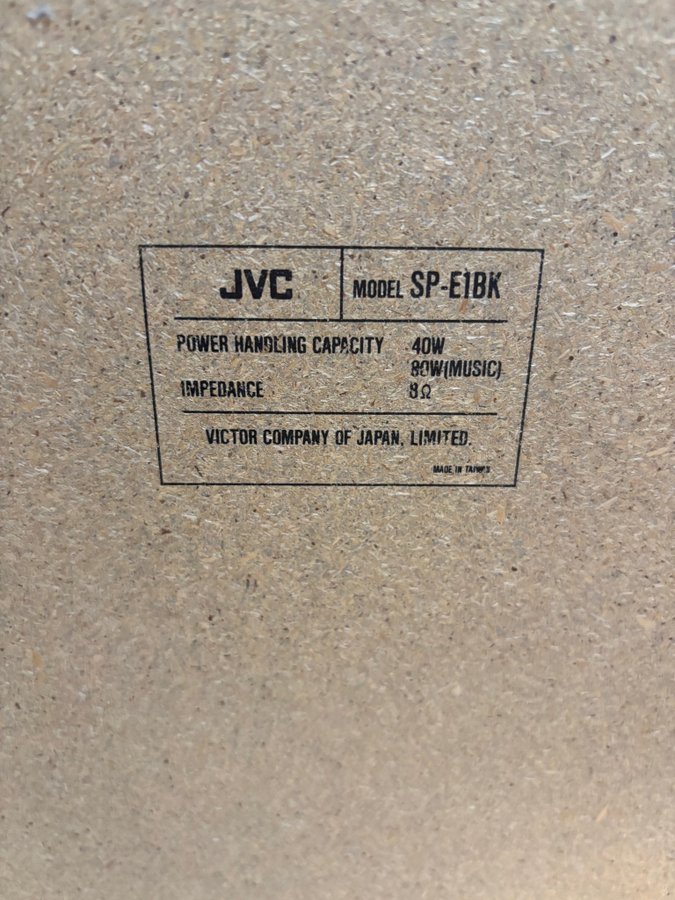 JVC
MODEL SP-E1BK
POWER HANDLING CAPACITY 40W
80W(MUSIC)
IMPEDANCE 8Ω
VICTOR COMPANY OF JAPAN, LIMITED.
MADE IN TAIWAN